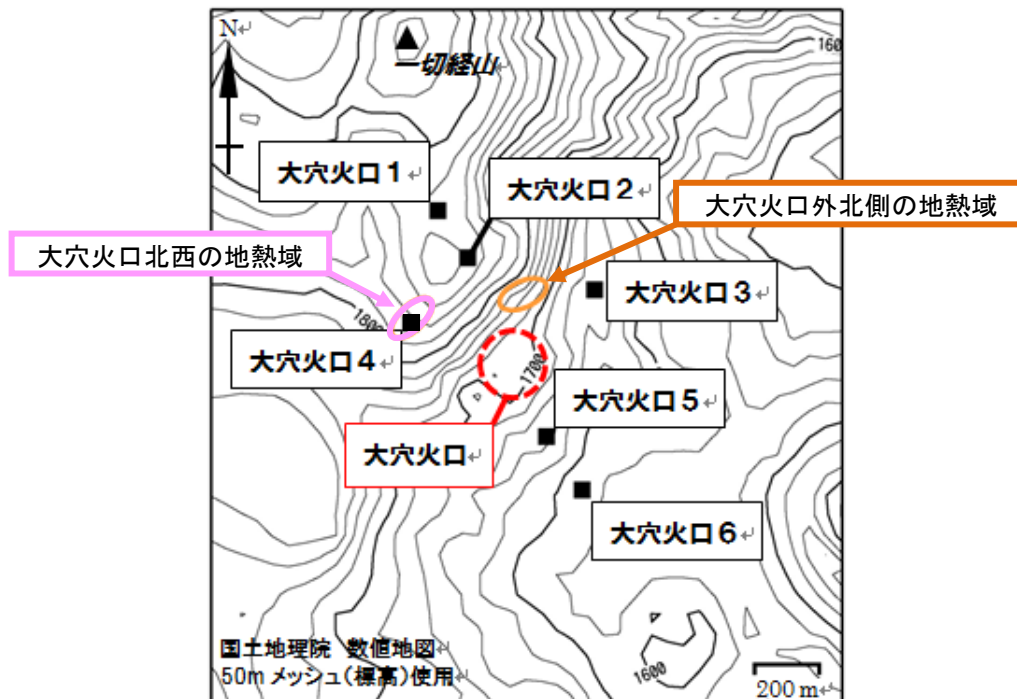 N
一切経山
160
大穴火口1
大穴火口2
大穴火口外北側の地熱域
大穴火口北西の地熱域
大穴火口3
1800
大穴火口4
1700
大穴火口5
大穴火口
大穴火口6
国土地理院 数値地図
50mメッシュ(標高)使用
1600
200 m